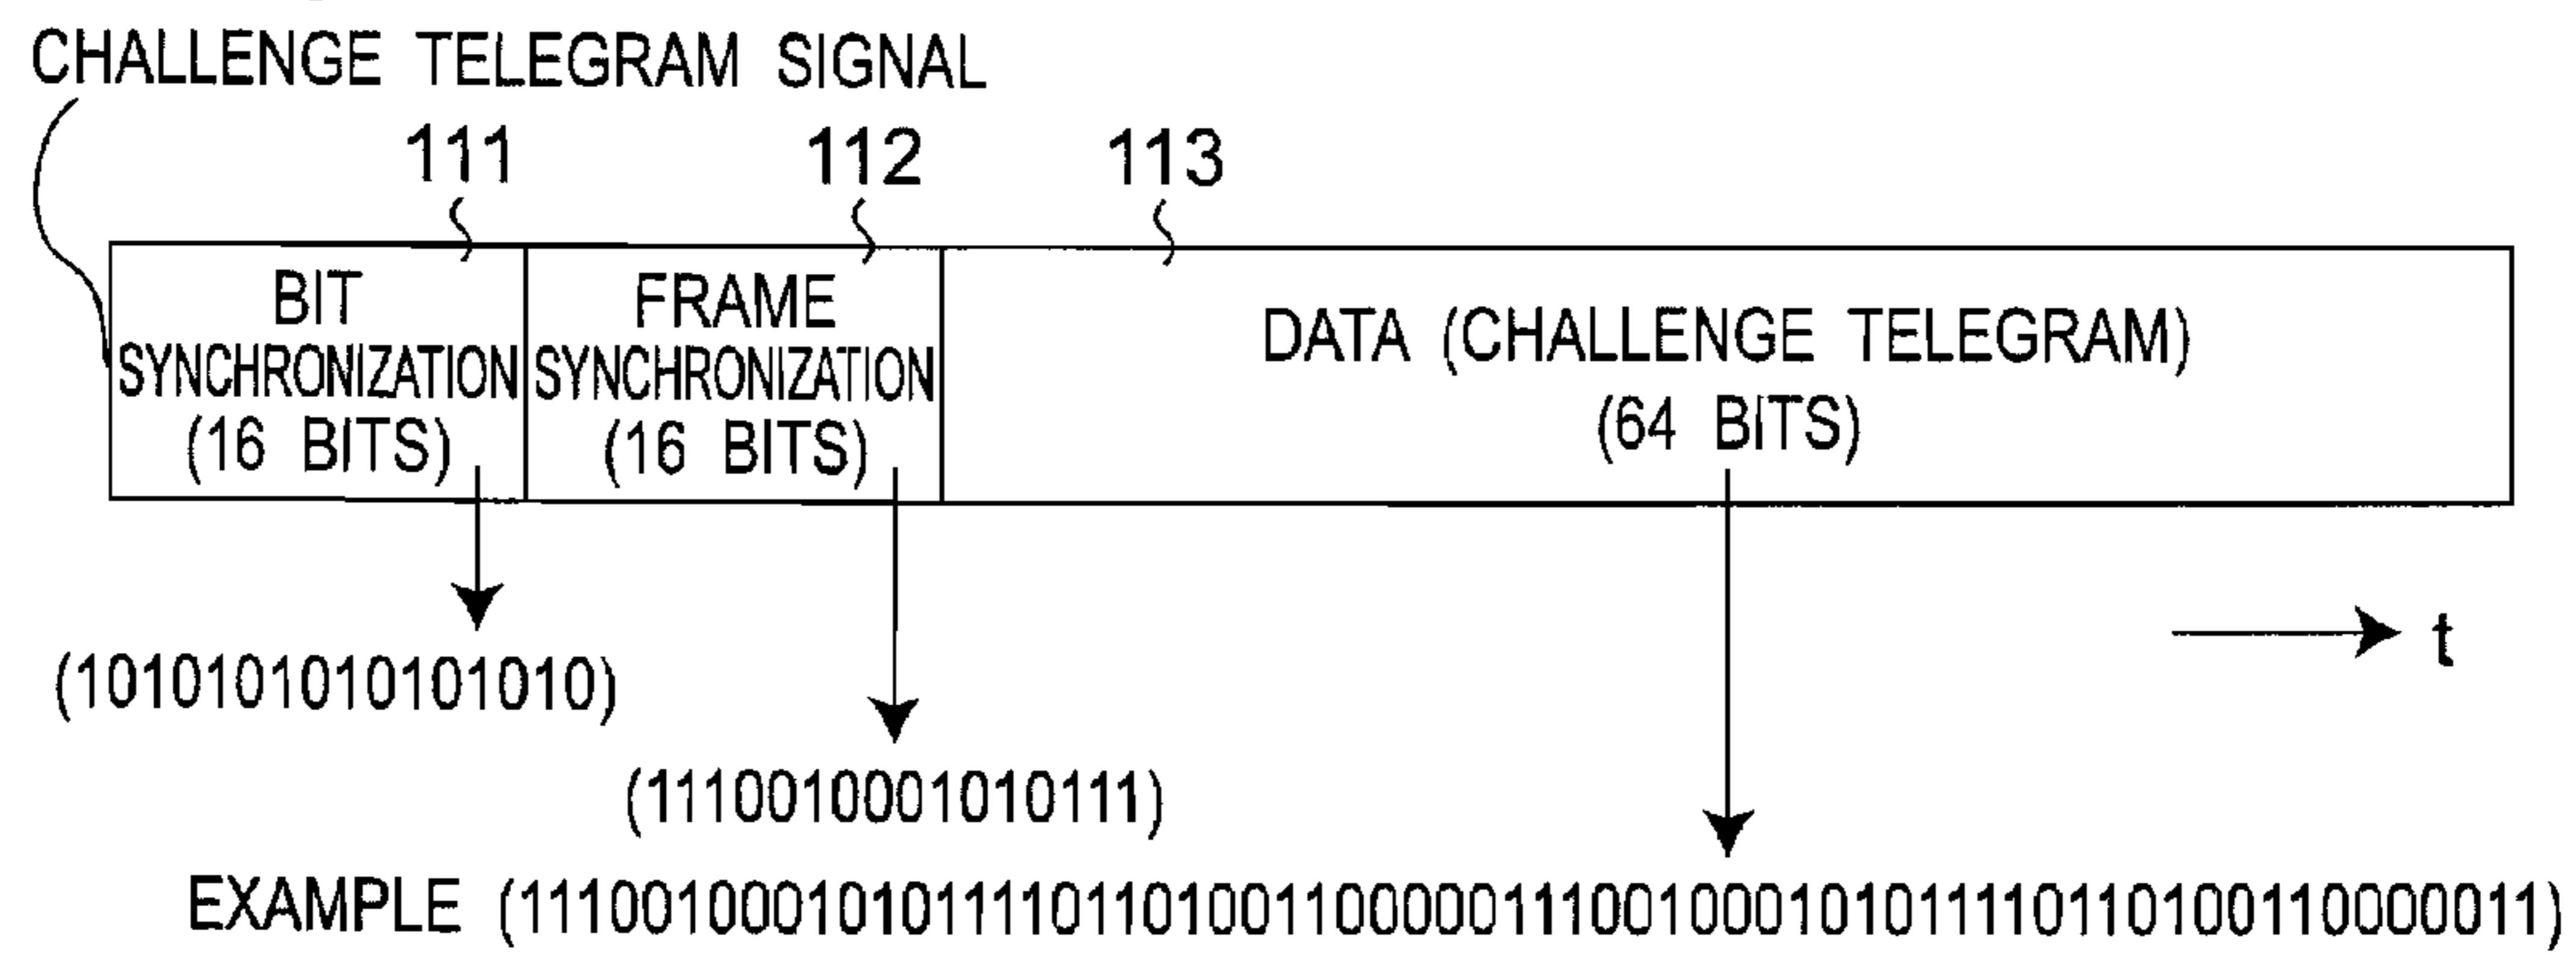 CHALLENGE TELEGRAM SIGNAL
111 112 113
BIT
SYNCHRONIZATION
(16 BITS)
FRAME
SYNCHRONIZATION
(16 BITS)
DATA (CHALLENGE TELEGRAM)
(64 BITS)
t
(1010101010101010)
(1110010001010111)
EXAMPLE (1110010001010111101101001100000111001000101011110110100110000011)